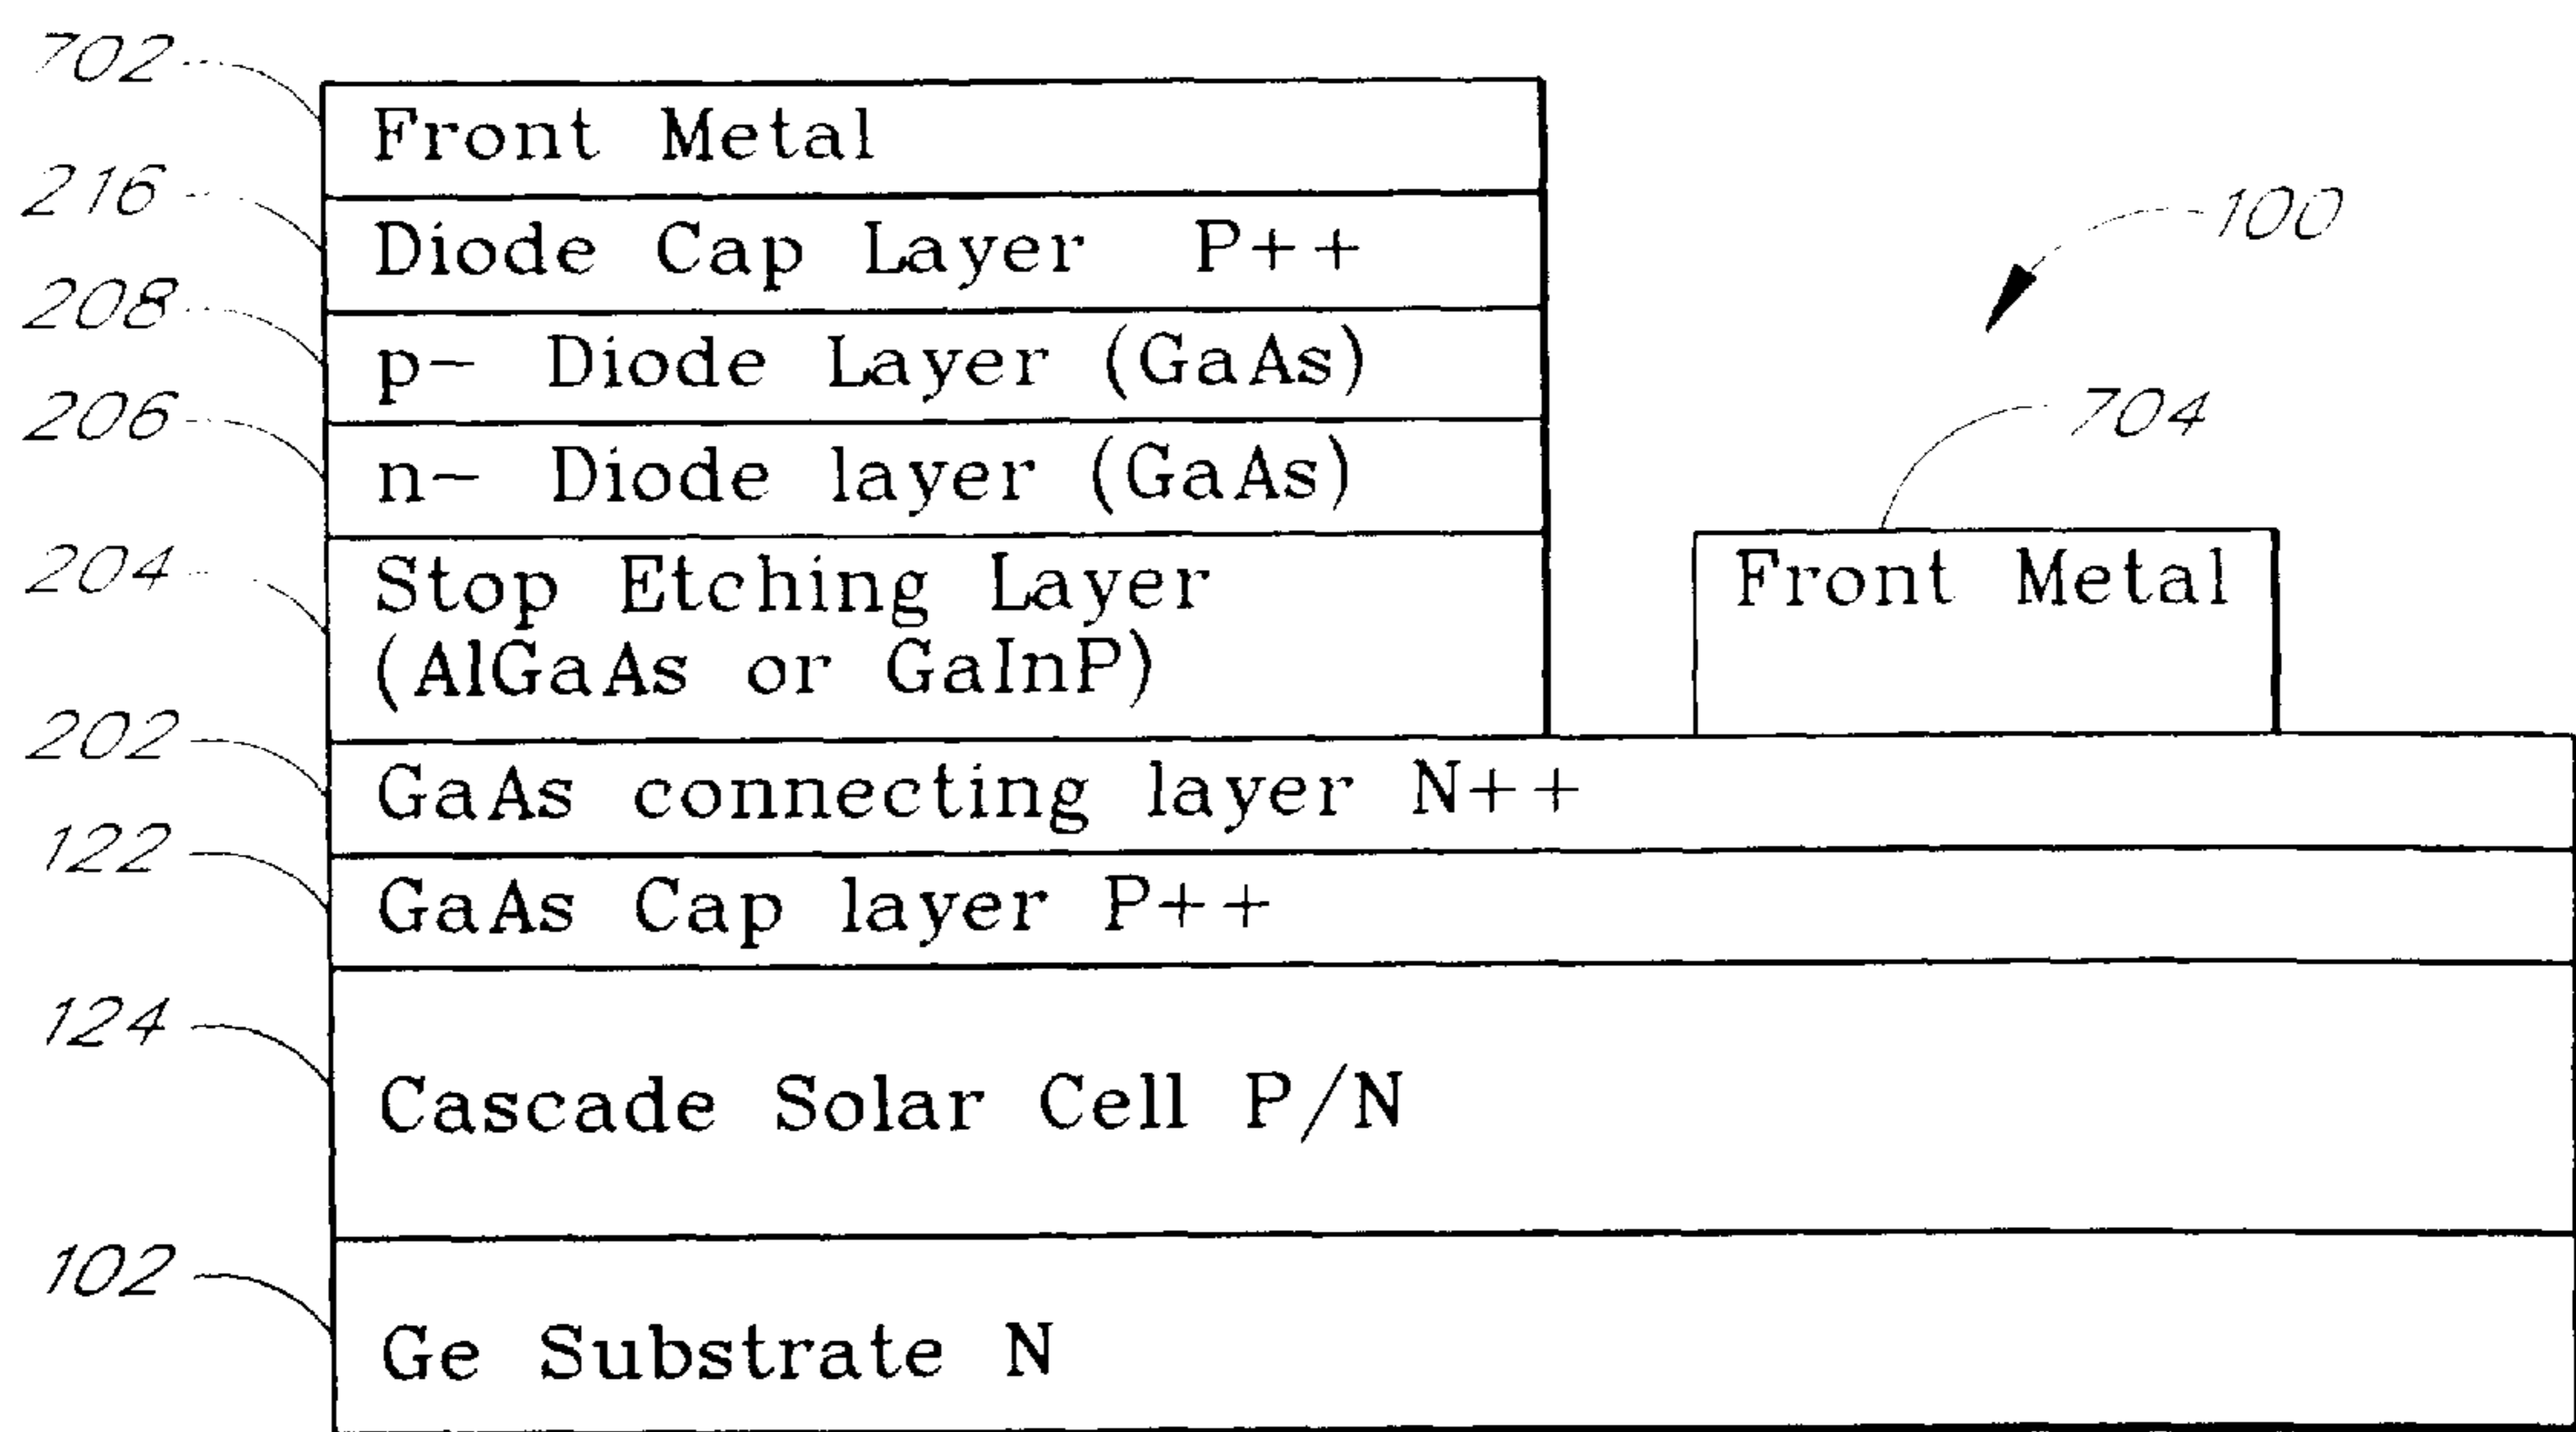 702
Front Metal
216
Diode Cap Layer P++
100
208
p- Diode Layer (GaAs)
206
n- Diode layer (GaAs)
704
204
Stop Etching Layer
(AlGaAs or GaInP)
Front Metal
202
GaAs connecting layer N++
122
GaAs Cap layer P++
124
Cascade Solar Cell P/N
102
Ge Substrate N